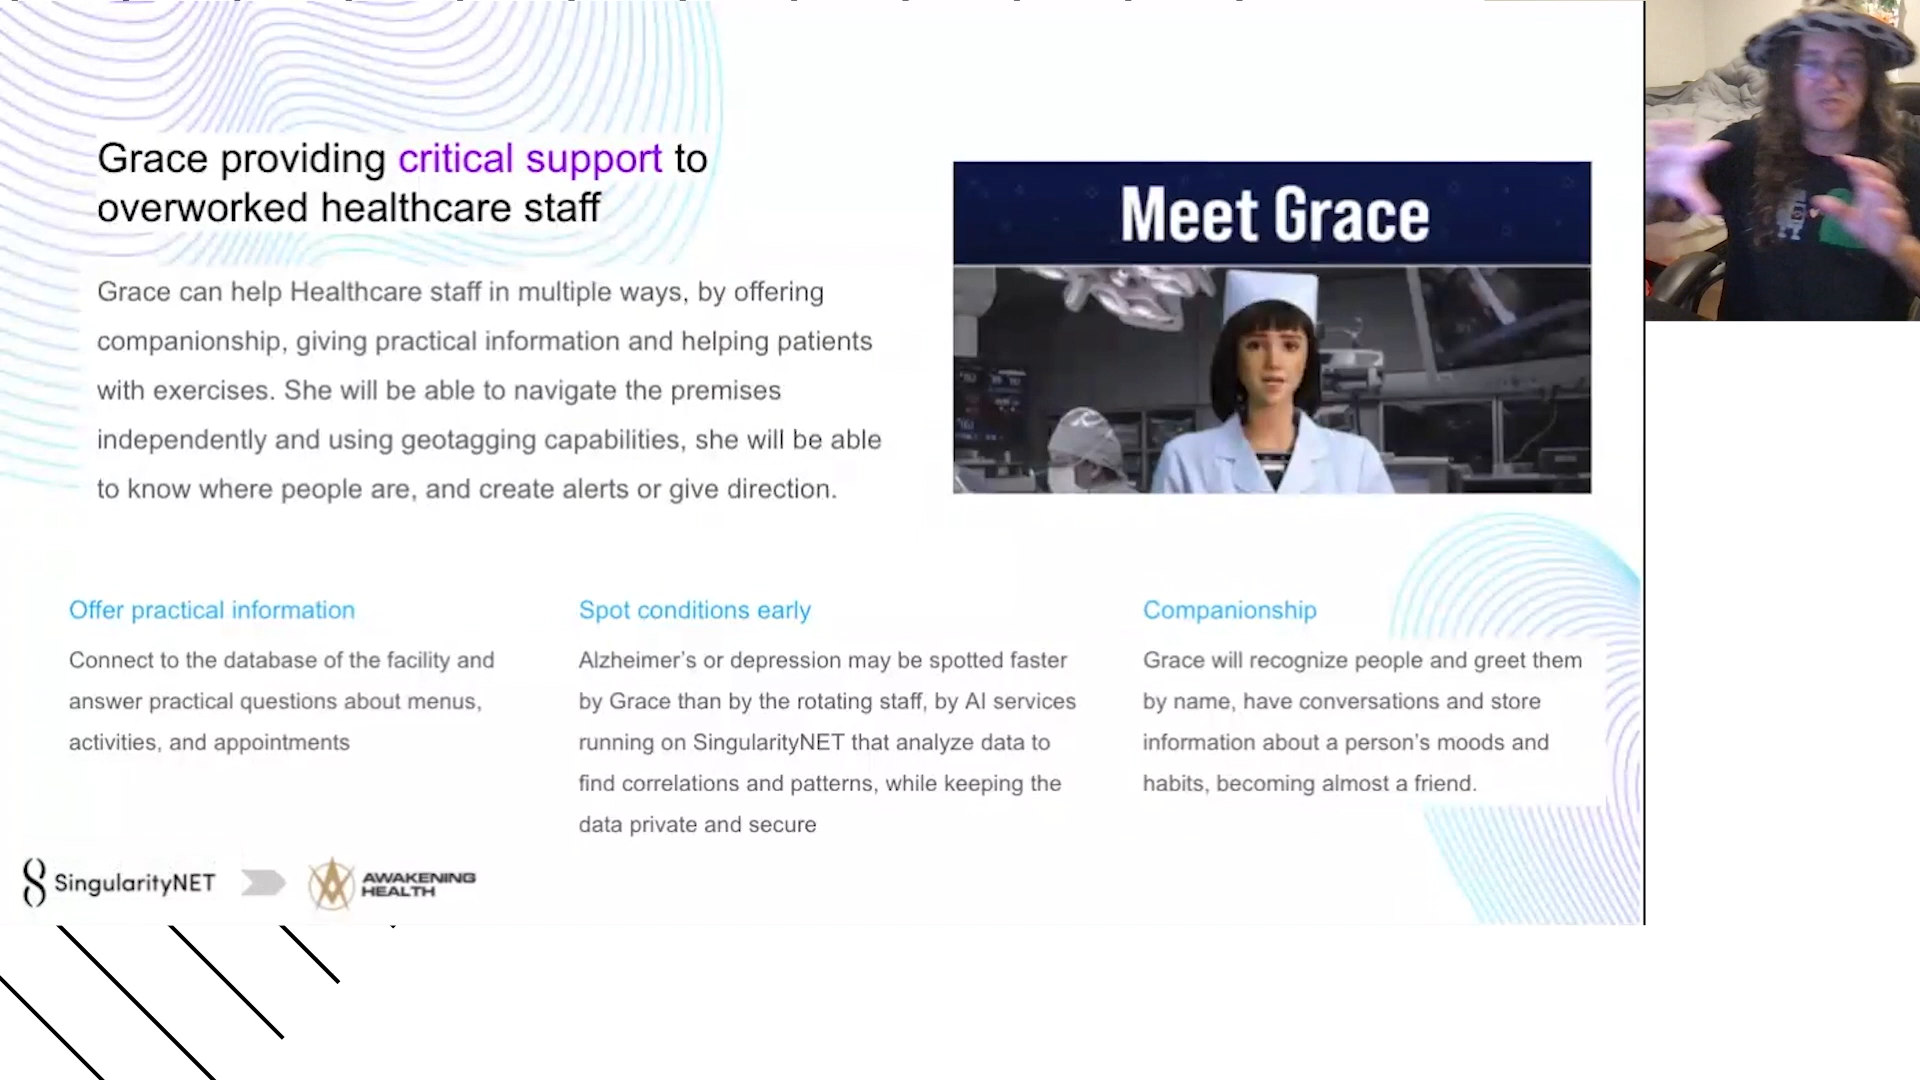 Grace providing critical support to
overworked healthcare staff
Grace can help Healthcare staff in multiple ways, by offering
companionship, giving practical information and helping patients
with exercises. She will be able to navigate the premises
independently and using geotagging capabilities, she will be able
to know where people are, and create alerts or give direction.
Meet Grace
Offer practical information
Connect to the database of the facility and
answer practical questions about menus,
activities, and appointments
Spot conditions early
Alzheimer’s or depression may be spotted faster
by Grace than by the rotating staff, by AI services
running on SingularityNET that analyze data to
find correlations and patterns, while keeping the
data private and secure
Companionship
Grace will recognize people and greet them
by name, have conversations and store
information about a person’s moods and
habits, becoming almost a friend.
SingularityNET
AWAKENING
HEALTH